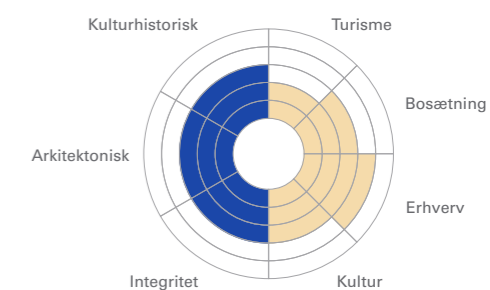 Kulturhistorisk
Turisme
Bosætning
Arkitektonisk
Erhverv
Integritet
Kultur